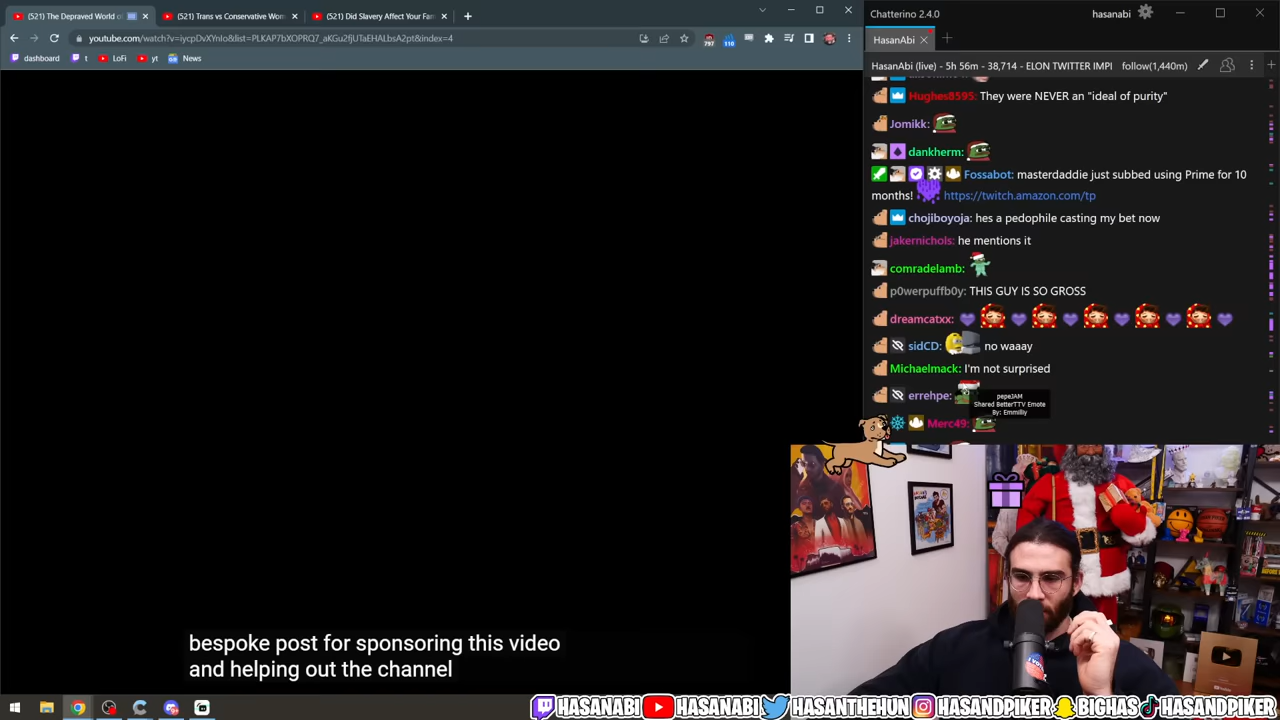 (521) The Depraved World of
(521) Trans vs Conservative Wom
(521) Did Slavery Affect Your Fam
youtube.com/watch?v=iycpDvXYnIo&list=PLKAP7bXOPRQ7_aKGu2fjUTaEHALbsA2pt&index=4
797
110
dashboard
t
LoFi
yt
News
bespoke post for sponsoring this video
and helping out the channel
Chatterino 2.4.0
hasanabi
HasanAbi
HasanAbi (live) - 5h 56m - 38,714 - ELON TWITTER IMPI
follow(1,440m)
Hughes8595: They were NEVER an "ideal of purity"
Jomikk:
dankherm:
Fossabot: masterdaddie just subbed using Prime for 10
months! https://twitch.amazon.com/tp
chojiboyoja: hes a pedophile casting my bet now
jakernichols: he mentions it
comradelamb:
p0werpuffb0y: THIS GUY IS SO GROSS
dreamcatxx:
sidCD: no waaay
Michaelmack: I'm not surprised
errehpe:
pepeJAM
Shared BetterTTV Emote
By: Emmilliy
Merc49:
HASANABI HASANABI HASANTHEHUN HASANDPIKER BIGHAS HASANDPIKER